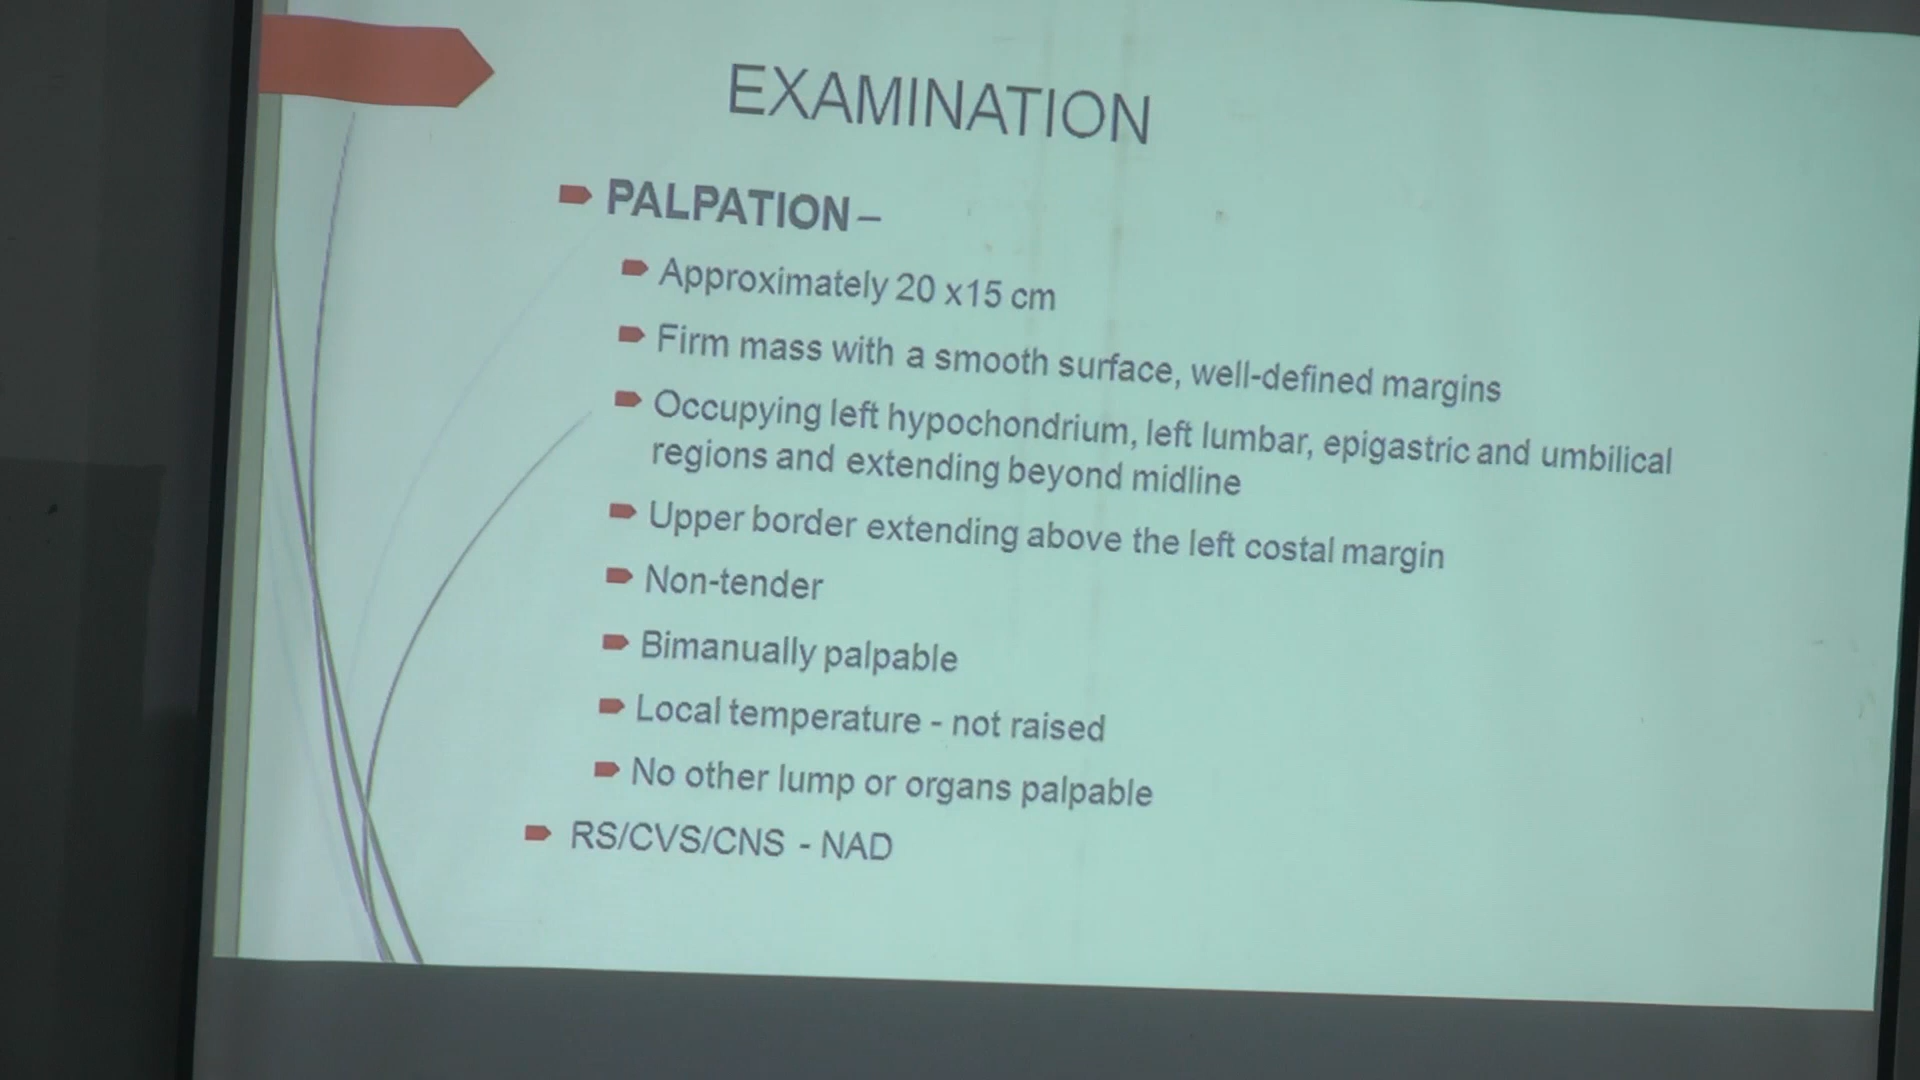 EXAMINATION
PALPATION –
Approximately 20 x15 cm
Firm mass with a smooth surface, well-defined margins
Occupying left hypochondrium, left lumbar, epigastric and umbilical
regions and extending beyond midline
Upper border extending above the left costal margin
Non-tender
Bimanually palpable
Local temperature - not raised
No other lump or organs palpable
RS/CVS/CNS - NAD